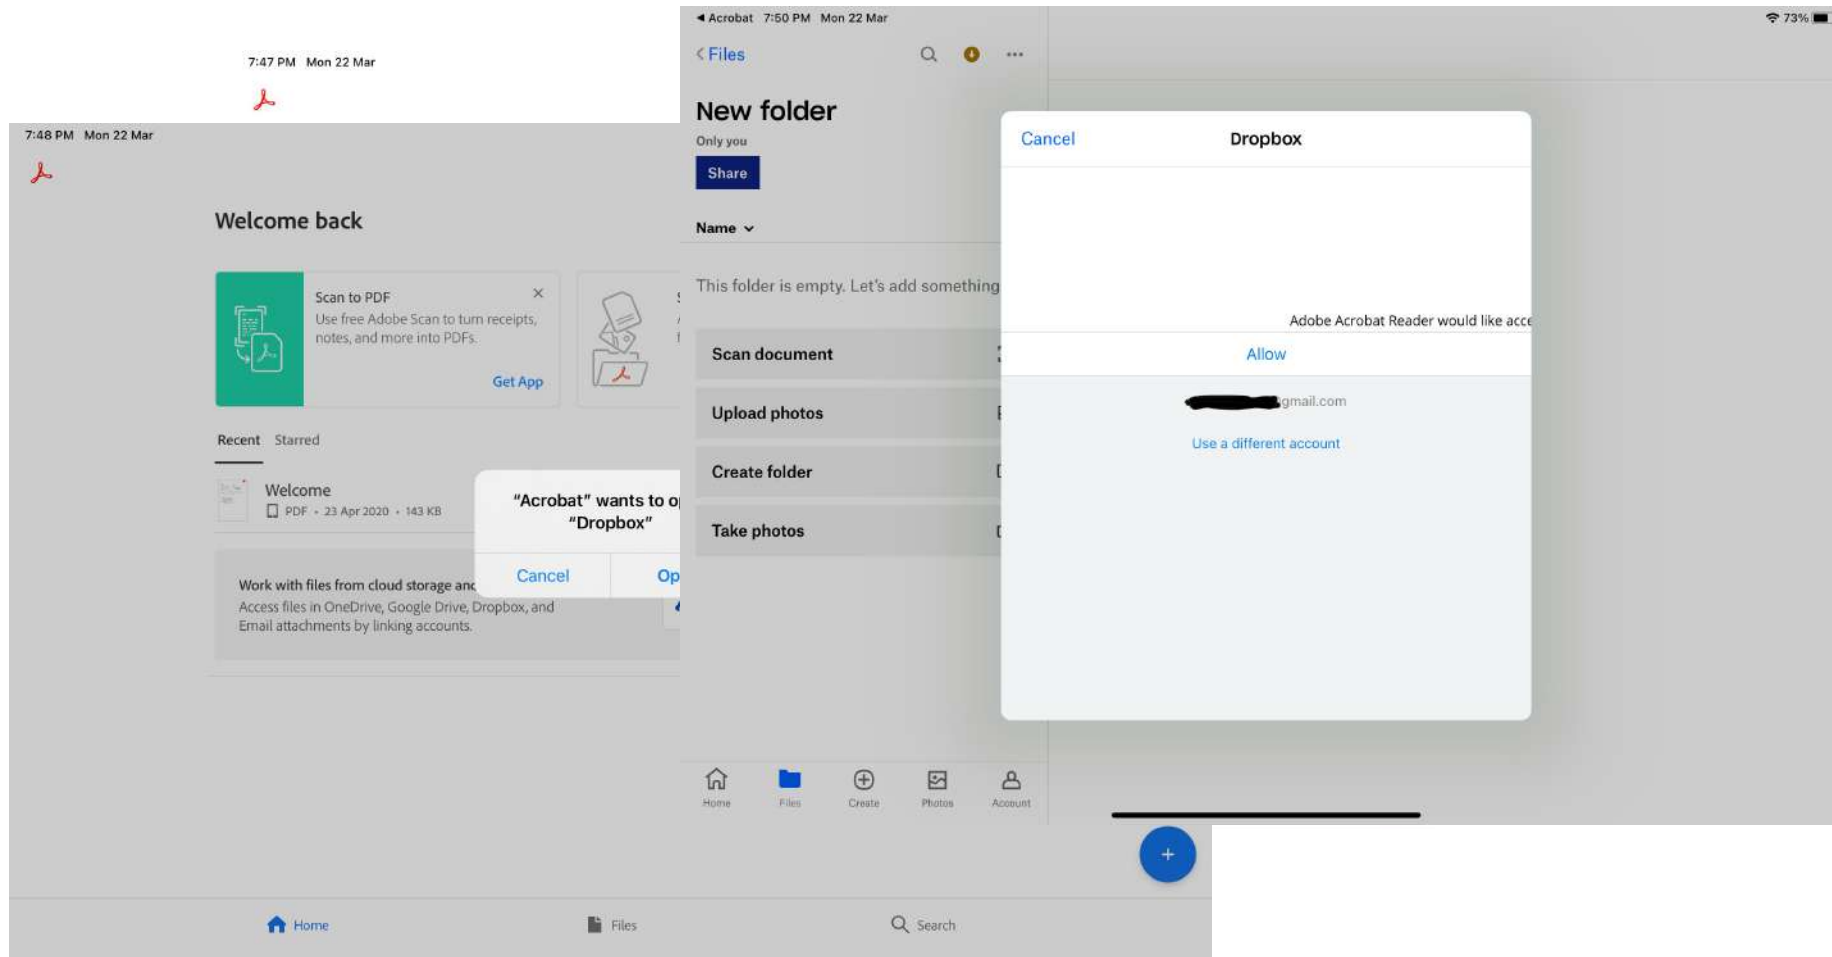 7:47 PM Mon 22 Mar
7:48 PM Mon 22 Mar
Welcome back
Scan to PDF
Use free Adobe Scan to turn receipts,
notes, and more into PDFs.
Get App
Recent Starred
Welcome
PDF • 23 Apr 2020 • 143 KB
"Acrobat" wants to
"Dropbox"
Cancel
Work with files from cloud storage
Access files in OneDrive, Google Drive, Dropbox, and
Email attachments by linking accounts.
Home
Files
Search
Acrobat 7:50 PM Mon 22 Mar
73%
Files
New folder
Only you
Share
Name
This folder is empty. Let's add something
Scan document
Upload photos
Create folder
Take photos
Home
Files
Create
Photos
Account
Cancel
Dropbox
Adobe Acrobat Reader would like
Allow
gmail.com
Use a different account